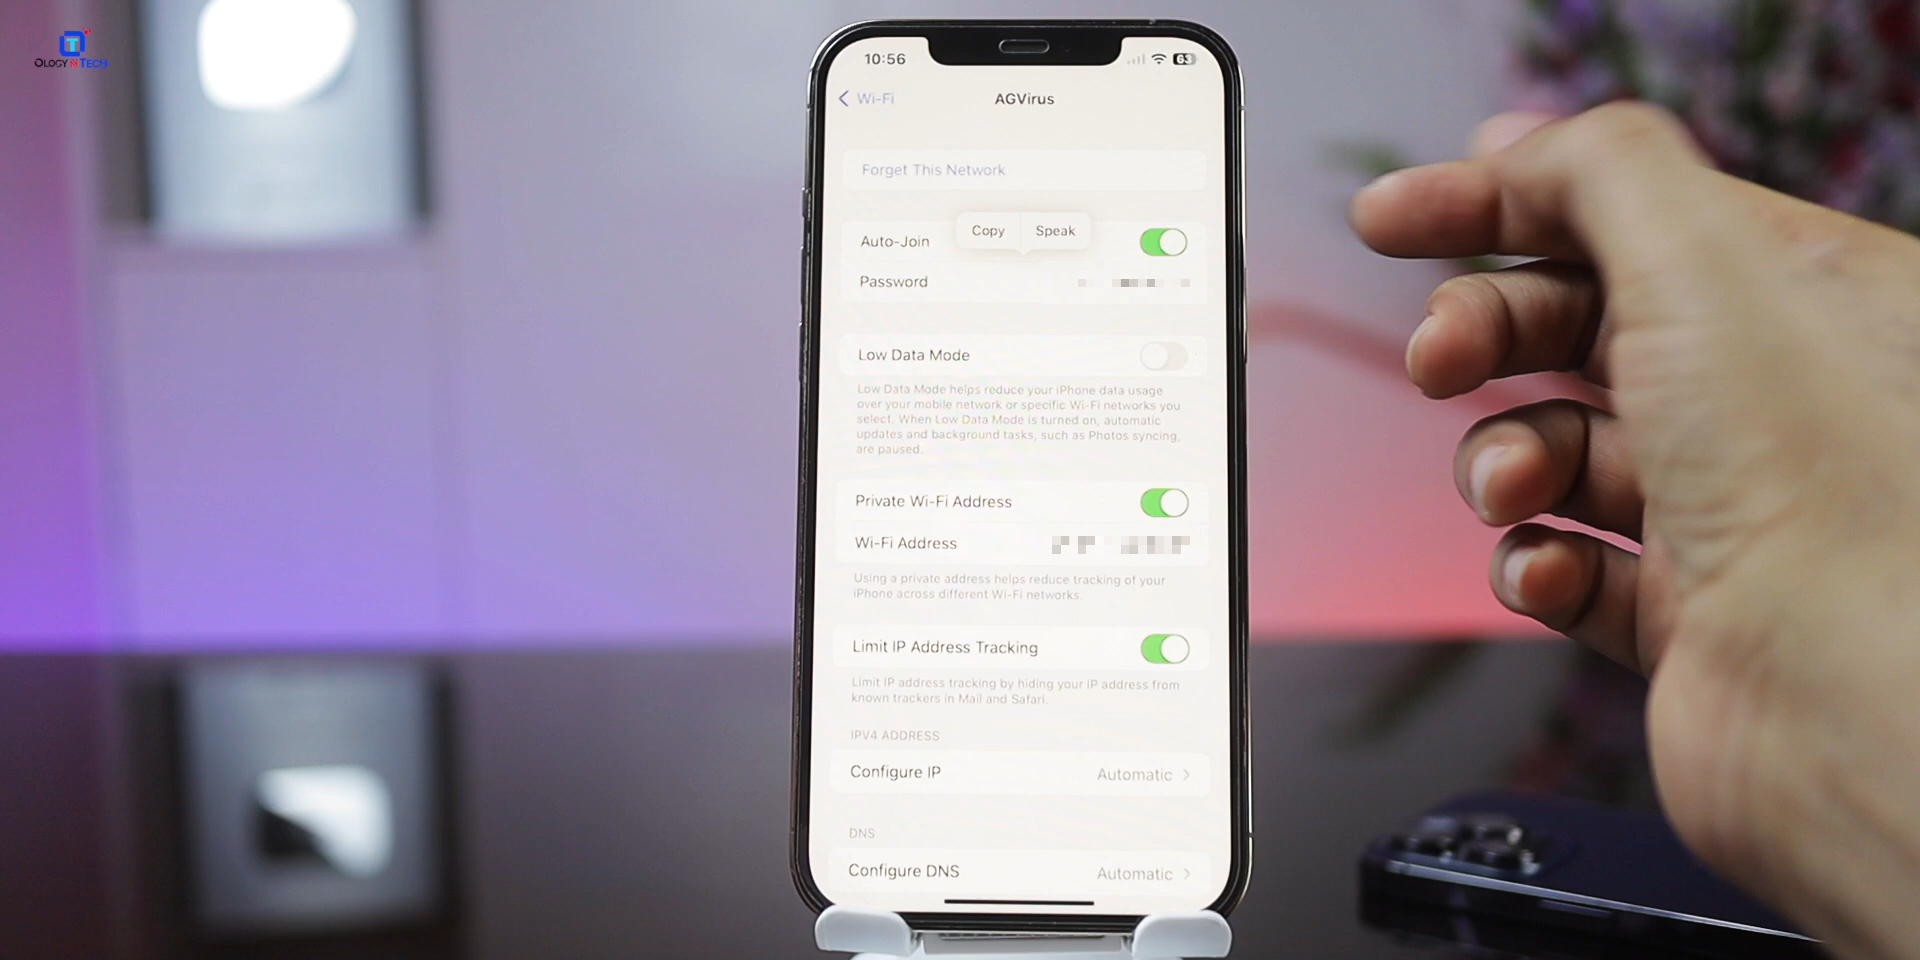 OLOGY N TECH
10:56
63
Wi-Fi
AGVirus
Forget This Network
Copy
Speak
Auto-Join
Password
Low Data Mode
Low Data Mode helps reduce your iPhone data usage
over your mobile network or specific Wi-Fi networks you
select. When Low Data Mode is turned on, automatic
updates and background tasks, such as Photos syncing,
are paused.
Private Wi-Fi Address
Wi-Fi Address
Using a private address helps reduce tracking of your
iPhone across different Wi-Fi networks.
Limit IP Address Tracking
Limit IP address tracking by hiding your IP address from
known trackers in Mail and Safari.
IPV4 ADDRESS
Configure IP
Automatic
DNS
Configure DNS
Automatic